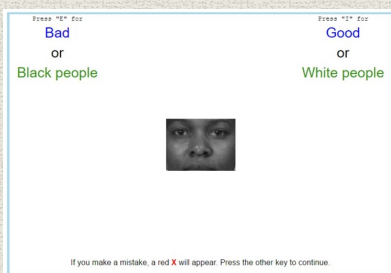 Press "E" for
Bad
or
Black people
Press "I" for
Good
or
White people
If you make a mistake, a red X will appear. Press the other key to continue.